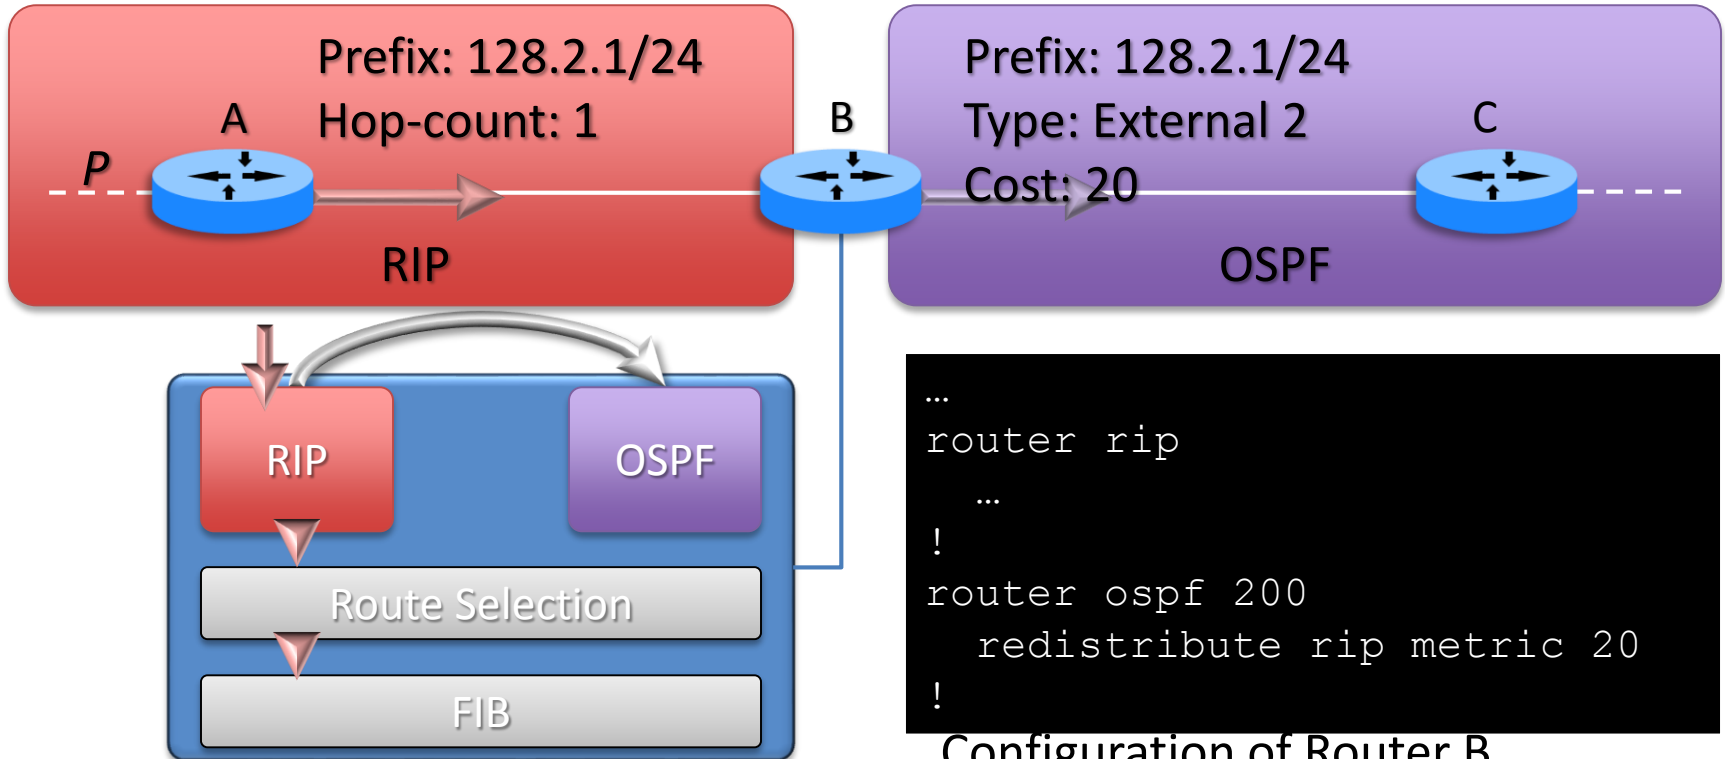 Prefix: 128.2.1/24
Hop-count: 1
A
P
RIP
B
Prefix: 128.2.1/24
Type: External 2
Cost: 20
C
OSPF
RIP
OSPF
Route Selection
FIB
…
router rip
…
!
router ospf 200
redistribute rip metric 20
!
Configuration of Router B